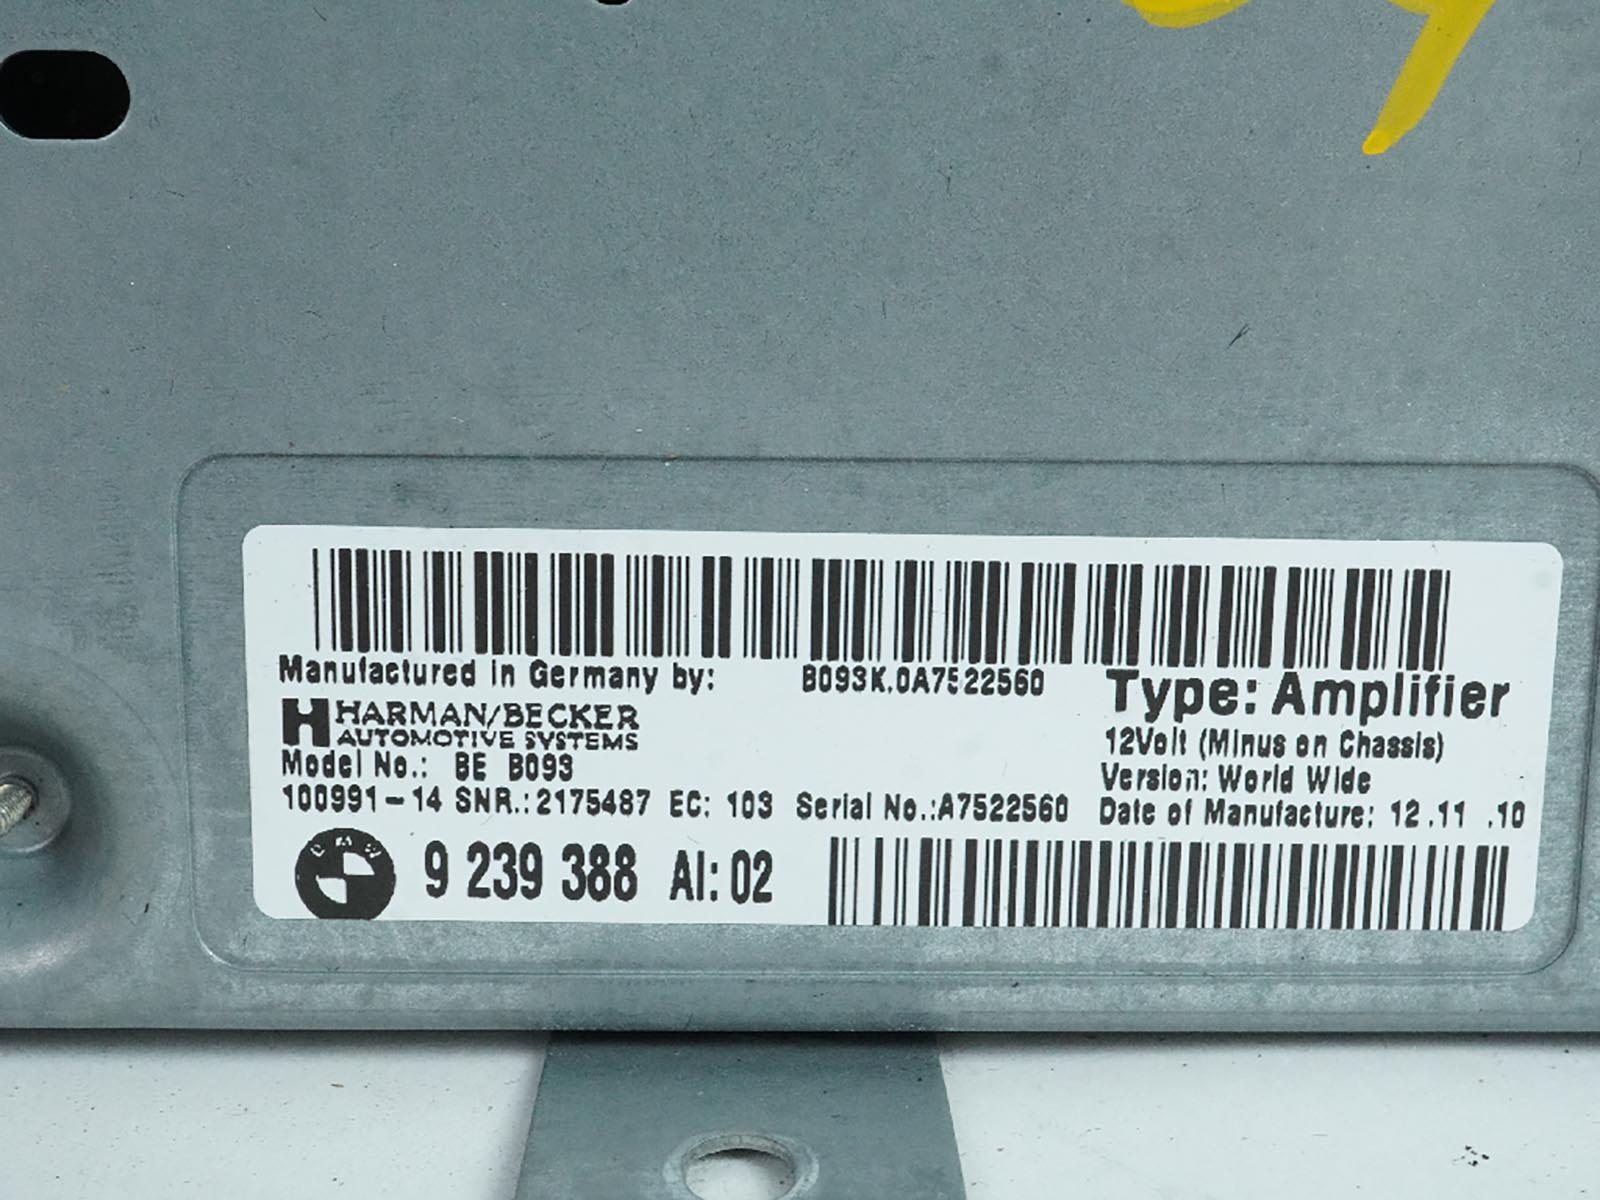 Manufactured in Germany by:
B093K.0A7522560
Type: Amplifier
HARMAN/BECKER
AUTOMOTIVE SYSTEMS
12Volt (Minus on Chassis)
Model No.: BE B093
Version: World Wide
100991-14 SNR.:2175487 EC: 103 Serial No.:A7522560 Date of Manufacture: 12.11 .10
BMW
9 239 388 AI: 02